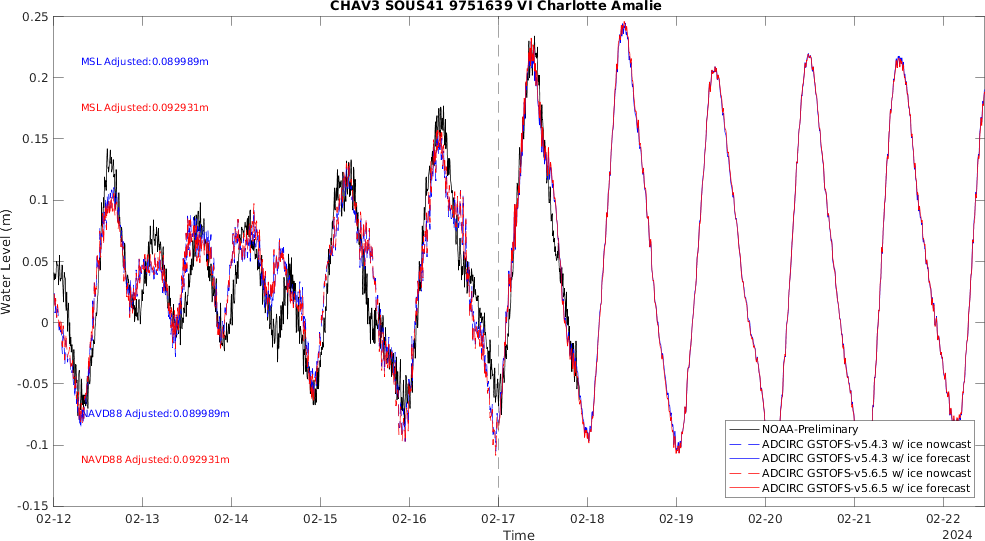 CHAV3 SOUS41 9751639 VI Charlotte Amalie
0.25
MSL Adjusted:0.089989m
0.2
MSL Adjusted:0.092931m
0.15
0.1
0.05
Water Level (m)
0
-0.05
NAVD88 Adjusted:0.089989m
-0.1
NAVD88 Adjusted:0.092931m
-0.15
NOAA-Preliminary
ADCIRC GSTOFS-v5.4.3 w/ ice nowcast
ADCIRC GSTOFS-v5.4.3 w/ ice forecast
ADCIRC GSTOFS-v5.6.5 w/ ice nowcast
ADCIRC GSTOFS-v5.6.5 w/ ice forecast
02-12 02-13 02-14 02-15 02-16 02-17 02-18 02-19 02-20 02-21 02-22
Time
2024